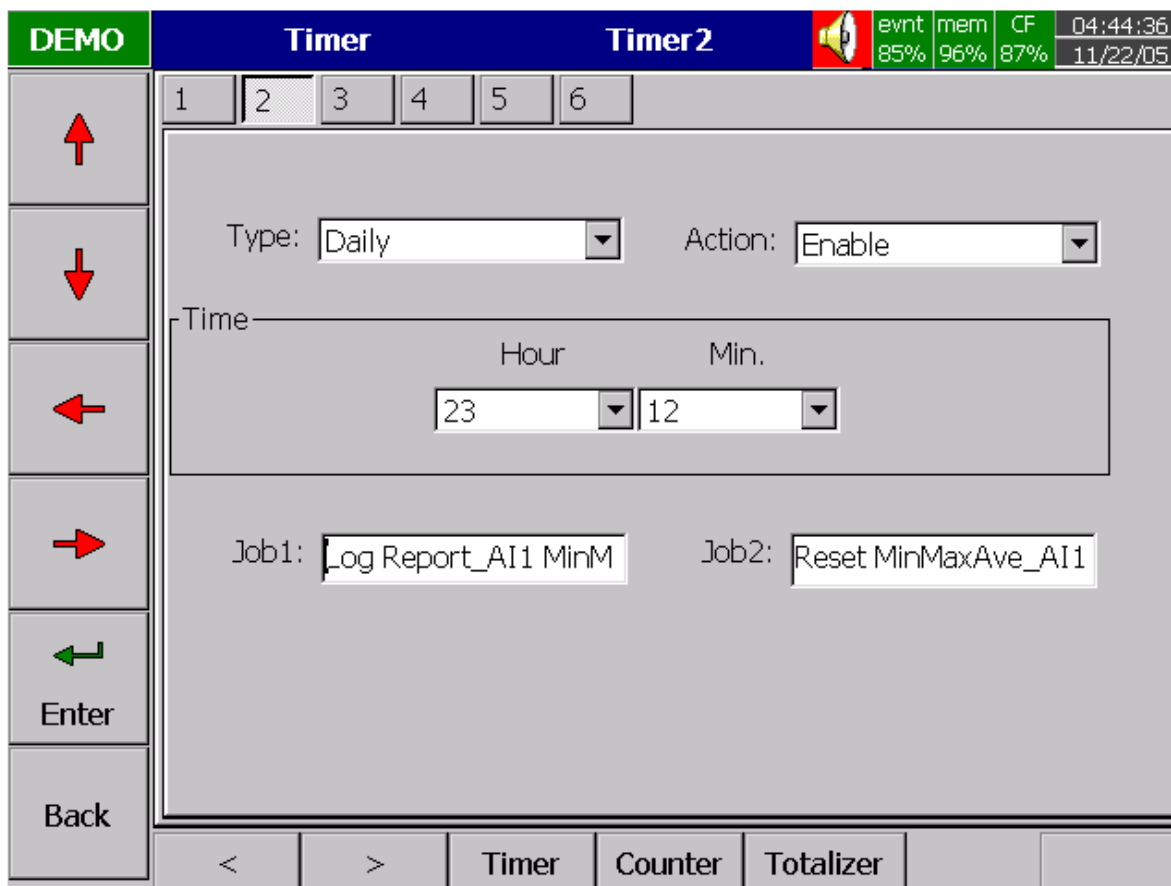 DEMO Timer Timer2 evnt mem CF 04:44:36
85% 96% 87% 11/22/05
1 2 3 4 5 6
Type: Daily Action: Enable
Time
Hour Min.
23 12
Job1: Log Report_AI1 MinM Job2: Reset MinMaxAve_AI1
Enter
Back
< > Timer Counter Totalizer